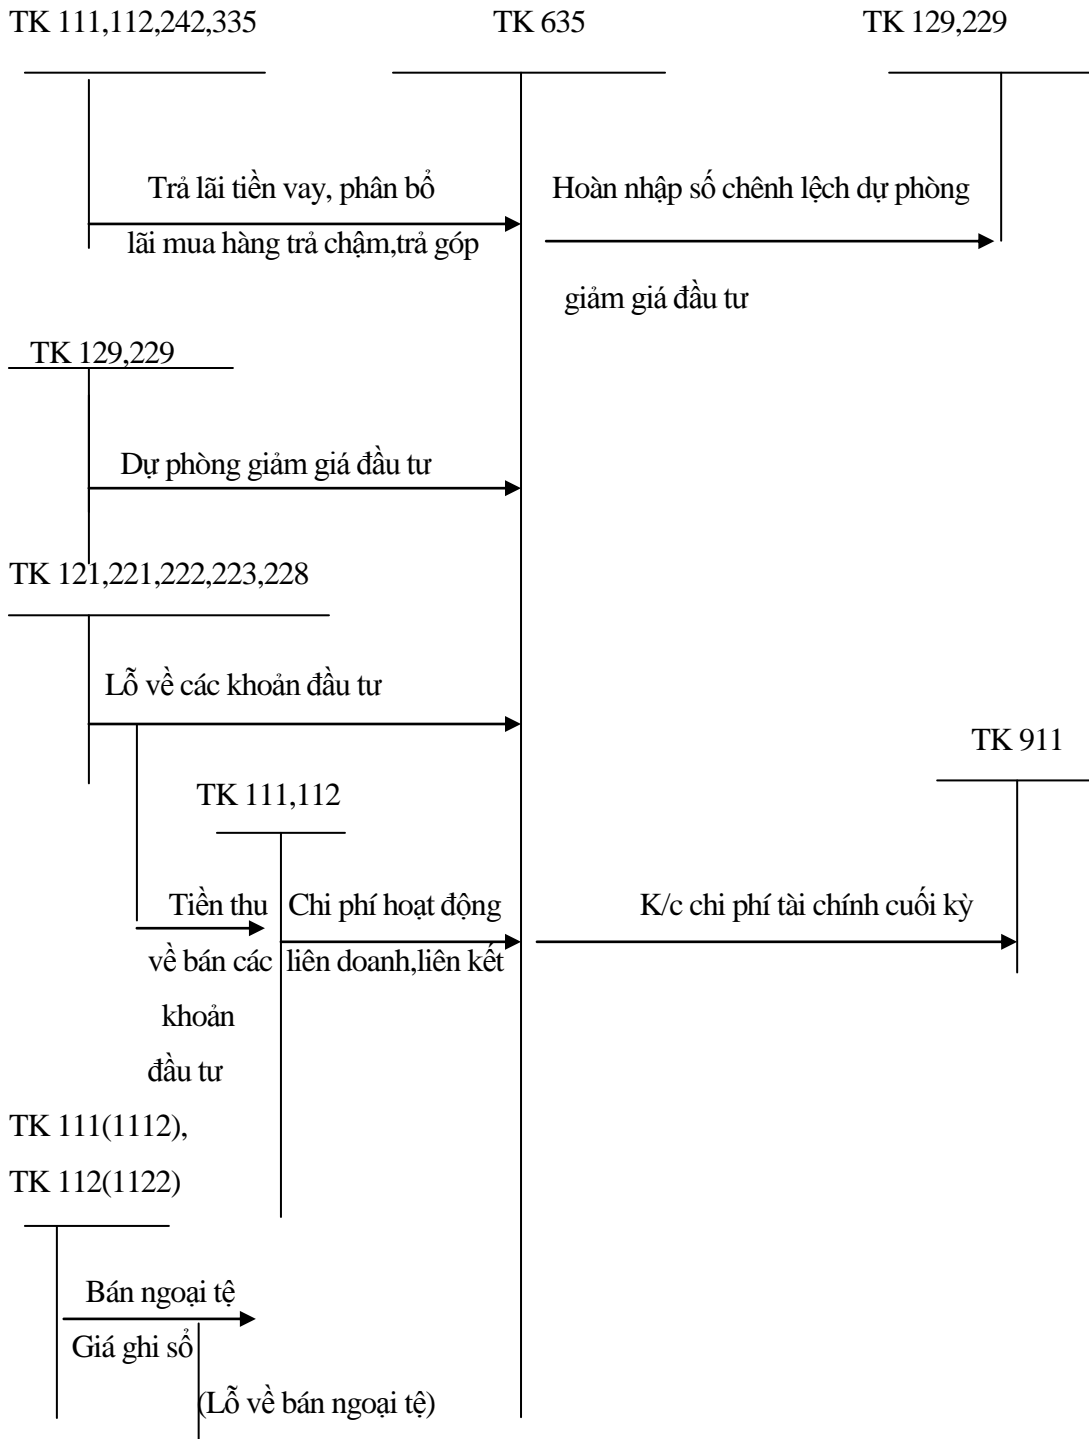 TK 111,112,242,335
TK 635
TK 129,229
Trả lãi tiền vay, phân bổ
lãi mua hàng trả chậm,trả góp
Hoàn nhập số chênh lệch dự phòng
giảm giá đầu tư
TK 129,229
Dự phòng giảm giá đầu tư
TK 121,221,222,223,228
Lỗ về các khoản đầu tư
TK 911
TK 111,112
Tiền thu
về bán các
khoản
đầu tư
Chi phí hoạt động
liên doanh,liên kết
K/c chi phí tài chính cuối kỳ
TK 111(1112),
TK 112(1122)
Bán ngoại tệ
Giá ghi sổ
(Lỗ về bán ngoại tệ)